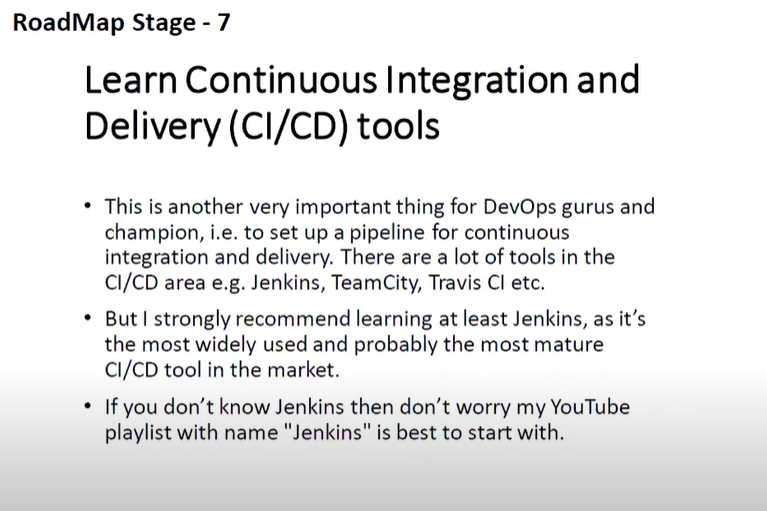 RoadMap Stage - 7
Learn Continuous Integration and
Delivery (CI/CD) tools
• This is another very important thing for DevOps gurus and
champion, i.e. to set up a pipeline for continuous
integration and delivery. There are a lot of tools in the
CI/CD area e.g. Jenkins, TeamCity, Travis CI etc.
• But I strongly recommend learning at least Jenkins, as it’s
the most widely used and probably the most mature
CI/CD tool in the market.
• If you don’t know Jenkins then don’t worry my YouTube
playlist with name "Jenkins" is best to start with.